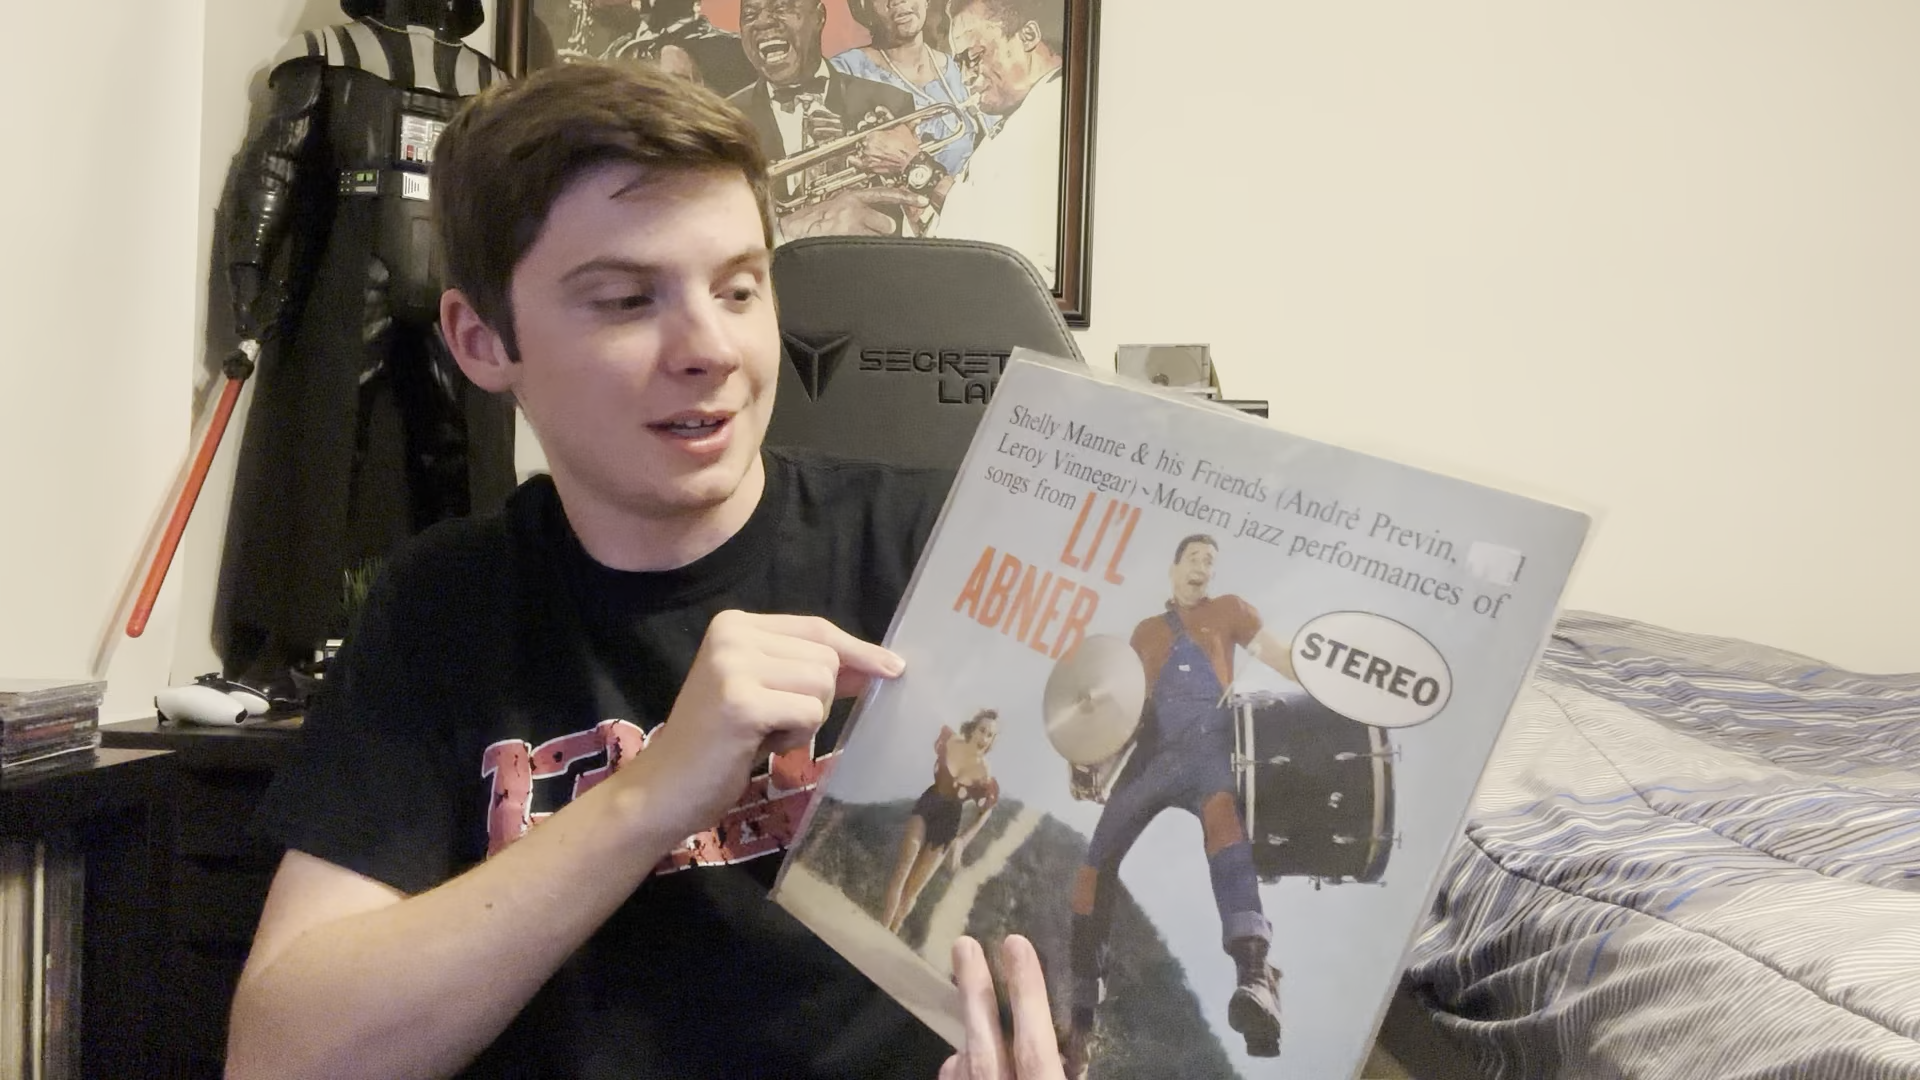 SECRET
LA
Shelly Manne & his Friends (André Previn,
Leroy Vinnegar) ~ Modern jazz performances of
songs from
LI'L
ABNER
STEREO